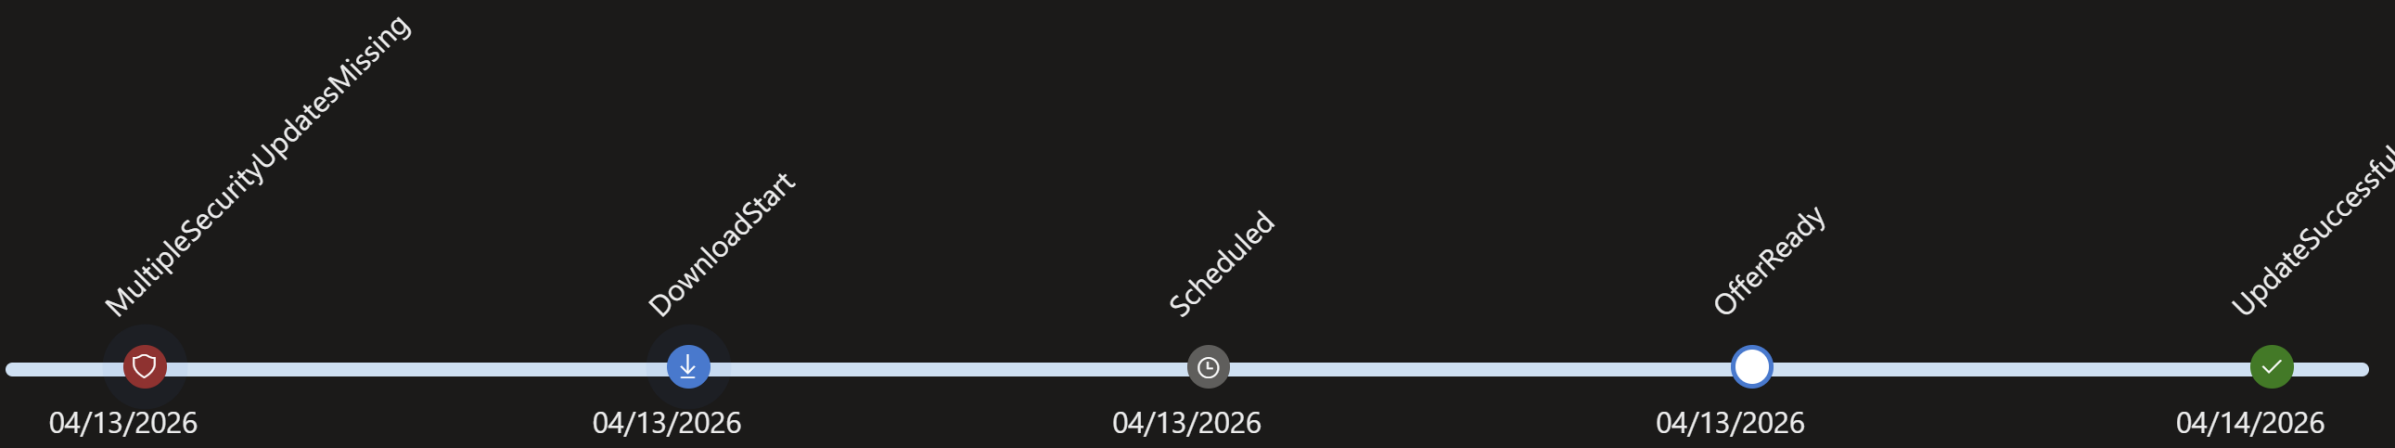 MultipleSecurityUpdatesMissing
DownloadStart
Scheduled
OfferReady
UpdateSuccessful
04/13/2026
04/13/2026
04/13/2026
04/13/2026
04/14/2026